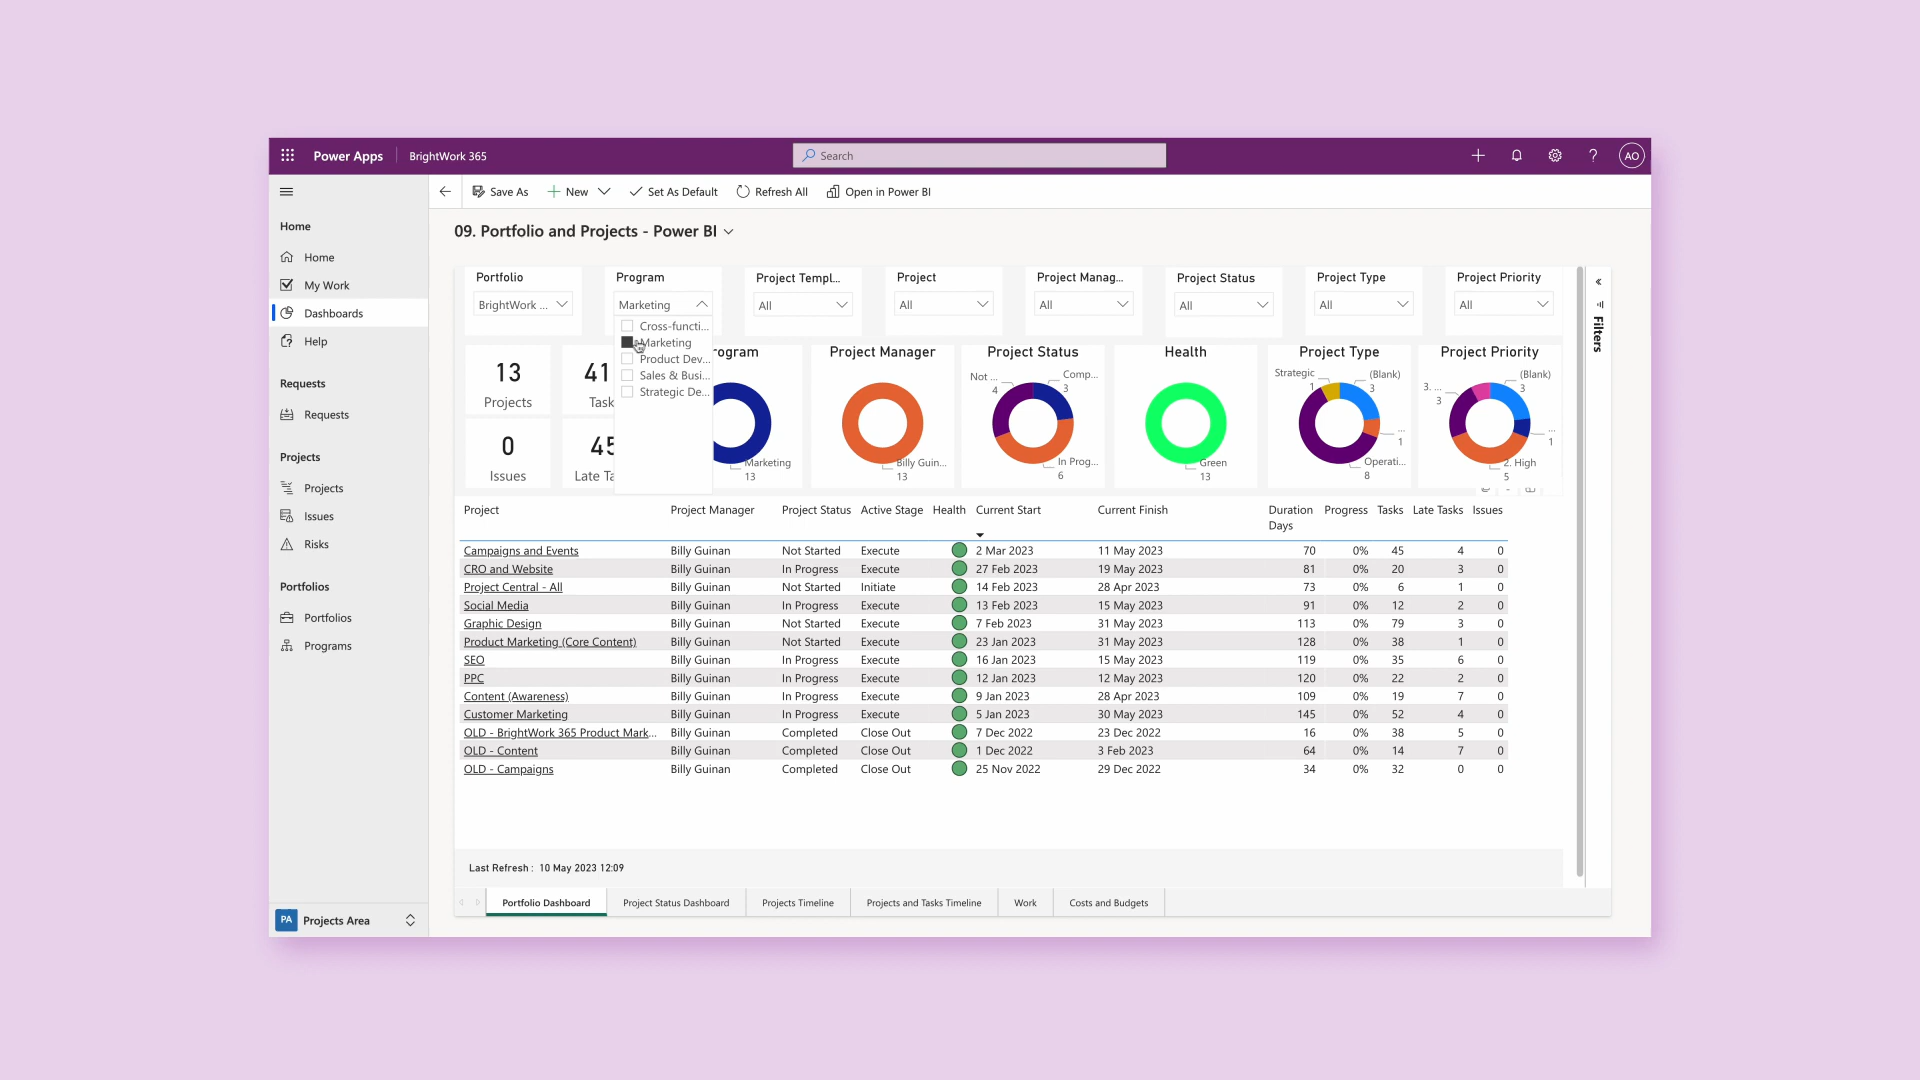 Power Apps
BrightWork 365
Search
AO
Save As
New
Set As Default
Refresh All
Open in Power BI
Home
Home
My Work
Dashboards
Help
Requests
Requests
Projects
Projects
Issues
Risks
Portfolios
Portfolios
Programs
PA Projects Area
09. Portfolio and Projects - Power BI
Portfolio
BrightWork ...
Program
Marketing
Cross-functi...
Marketing
Product Dev...
Sales & Busi...
Strategic De...
Project Templ...
All
Project
All
Project Manag...
All
Project Status
All
Project Type
All
Project Priority
All
Filters
13
Projects
41
Task
0
Issues
45
Late Ta
rogram
Marketing
13
Project Manager
Billy Guin...
13
Project Status
Not ...
4
Comp...
3
In Prog...
6
Health
Green
13
Project Type
Strategic
1
(Blank)
3
...
1
Operati...
8
Project Priority
3. ...
3
(Blank)
3
...
1
2. High
5
Project Project Manager Project Status Active Stage Health Current Start Current Finish Duration Days Progress Tasks Late Tasks Issues
Campaigns and Events Billy Guinan Not Started Execute 2 Mar 2023 11 May 2023 70 0% 45 4 0
CRO and Website Billy Guinan In Progress Execute 27 Feb 2023 19 May 2023 81 0% 20 3 0
Project Central - All Billy Guinan Not Started Initiate 14 Feb 2023 28 Apr 2023 73 0% 6 1 0
Social Media Billy Guinan In Progress Execute 13 Feb 2023 15 May 2023 91 0% 12 2 0
Graphic Design Billy Guinan Not Started Execute 7 Feb 2023 31 May 2023 113 0% 79 3 0
Product Marketing (Core Content) Billy Guinan Not Started Execute 23 Jan 2023 31 May 2023 128 0% 38 1 0
SEO Billy Guinan In Progress Execute 16 Jan 2023 15 May 2023 119 0% 35 6 0
PPC Billy Guinan In Progress Execute 12 Jan 2023 12 May 2023 120 0% 22 2 0
Content (Awareness) Billy Guinan In Progress Execute 9 Jan 2023 28 Apr 2023 109 0% 19 7 0
Customer Marketing Billy Guinan In Progress Execute 5 Jan 2023 30 May 2023 145 0% 52 4 0
OLD - BrightWork 365 Product Mark... Billy Guinan Completed Close Out 7 Dec 2022 23 Dec 2022 16 0% 38 5 0
OLD - Content Billy Guinan Completed Close Out 1 Dec 2022 3 Feb 2023 64 0% 14 7 0
OLD - Campaigns Billy Guinan Completed Close Out 25 Nov 2022 29 Dec 2022 34 0% 32 0 0
Last Refresh : 10 May 2023 12:09
Portfolio Dashboard
Project Status Dashboard
Projects Timeline
Projects and Tasks Timeline
Work
Costs and Budgets